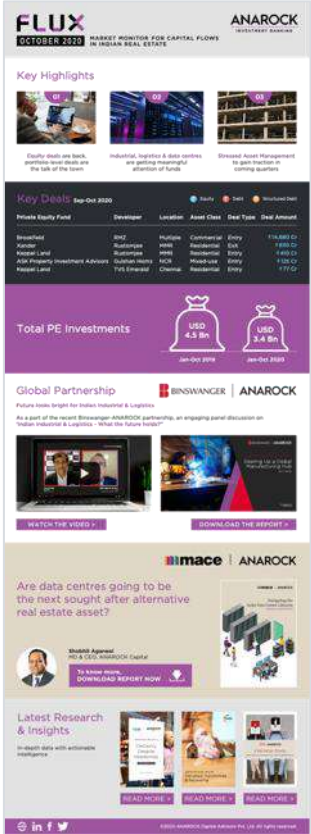 FLUX
OCTOBER 2020
MARKET MONITOR FOR CAPITAL FLOWS
IN INDIAN REAL ESTATE
ANAROCK
INVESTMENT BANKING
Key Highlights
01
02
03
Equity deals are back,
portfolio-level deals are
the talk of the town
Industrial, logistics & data centres
are getting meaningful
attention of funds
Stressed Asset Management
to gain traction in
coming quarters
Key Deals Sep-Oct 2020
Equity Debt Structured Debt
Private Equity Fund Developer Location Asset Class Deal Type Deal Amount
Brookfield RMZ Multiple Commercial Entry
Xander Rustomjee MMR Residential Exit
Keppel Land Rustomjee MMR Residential Entry
ASK Property Investment Advisors Gulshan Homz NCR Mixed-use Entry
Keppel Land TVS Emerald Chennai Residential Entry ₹77 Cr
Total PE Investments
USD
4.5 Bn
USD
3.4 Bn
Jan-Oct 2019
Jan-Oct 2020
Global Partnership
BINSWANGER | ANAROCK
Future looks bright for Indian Industrial & Logistics
As a part of the recent Binswanger-ANAROCK partnership, an engaging panel discussion on
"Indian Industrial & Logistics - What the future holds?"
Gearing Up as a Global
Manufacturing Hub
WATCH THE VIDEO >
DOWNLOAD THE REPORT >
mace | ANAROCK
Are data centres going to be
the next sought after alternative
real estate asset?
Shobhit Agarwal
MD & CEO, ANAROCK Capital
To know more,
DOWNLOAD REPORT NOW
Latest Research
& Insights
In-depth data with actionable
intelligence
READ MORE >
READ MORE >
READ MORE >